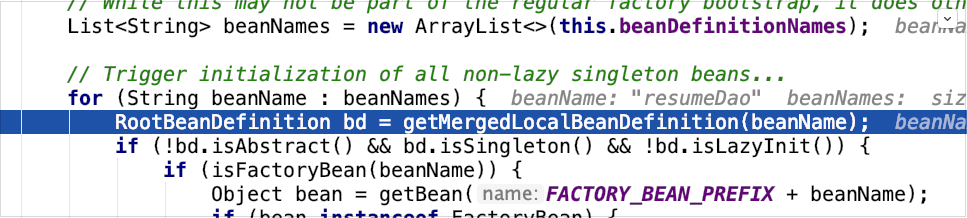 // While this may not be part of the regular factory bootstrap, it does oth
List<String> beanNames = new ArrayList<>(this.beanDefinitionNames); beanNa
// Trigger initialization of all non-lazy singleton beans...
for (String beanName : beanNames) { beanName: "resumeDao" beanNames: siz
RootBeanDefinition bd = getMergedLocalBeanDefinition(beanName); beanNa
if (!bd.isAbstract() && bd.isSingleton() && !bd.isLazyInit()) {
if (isFactoryBean(beanName)) {
Object bean = getBean( name: FACTORY_BEAN_PREFIX + beanName);
if (bean instanceof FactoryBean) {